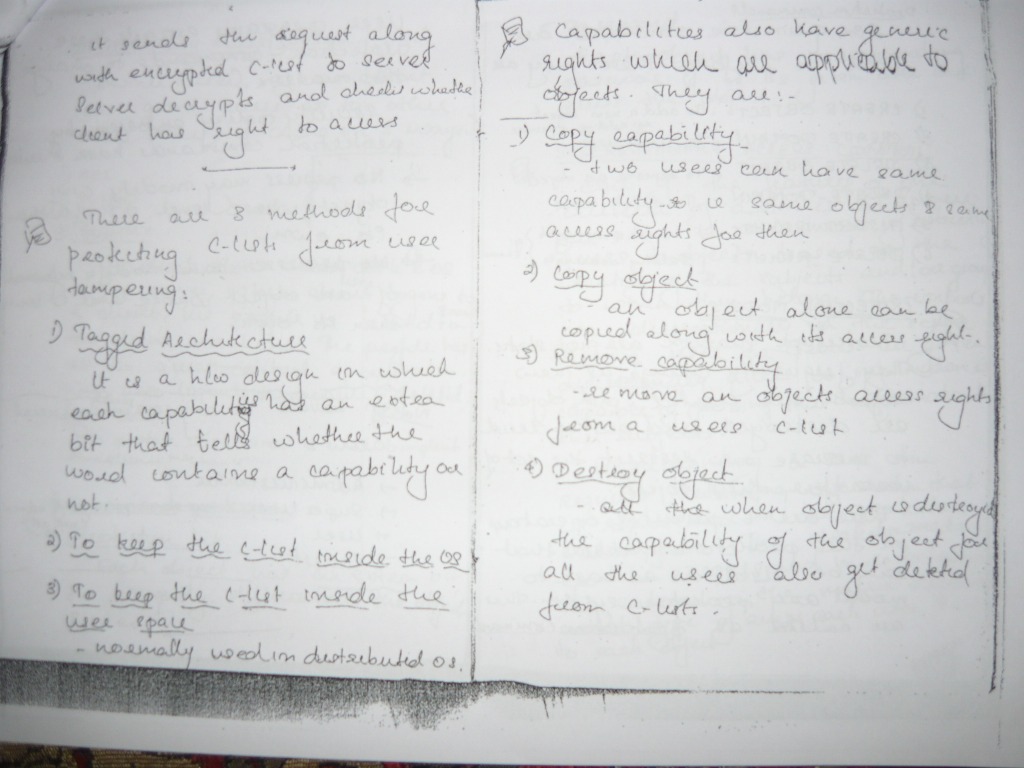 it sends the request along
with encrypted C-list to server
Server decrypts and checks whether
client has right to access
There are 3 methods for
protecting C-lists from user
tampering:
1) Tagged Architecture
It is a h/w design in which
each capability has an extra
bit that tells whether the
word contains a capability or
not.
2) To keep the C-list inside the OS
3) To keep the C-list inside the
user space
- normally used in distributed OS.
Capabilities also have generic
rights which are applicable to
objects. They are:-
1) Copy capability
- two users can have same
capability ie same objects & same
access rights for then
2) Copy object
- an object alone can be
copied along with its access right.
3) Remove capability
- remove an objects access rights
from a users C-list
4) Destroy object
- when object is destroyed
the capability of the object for
all the users also get deleted
from C-lists.